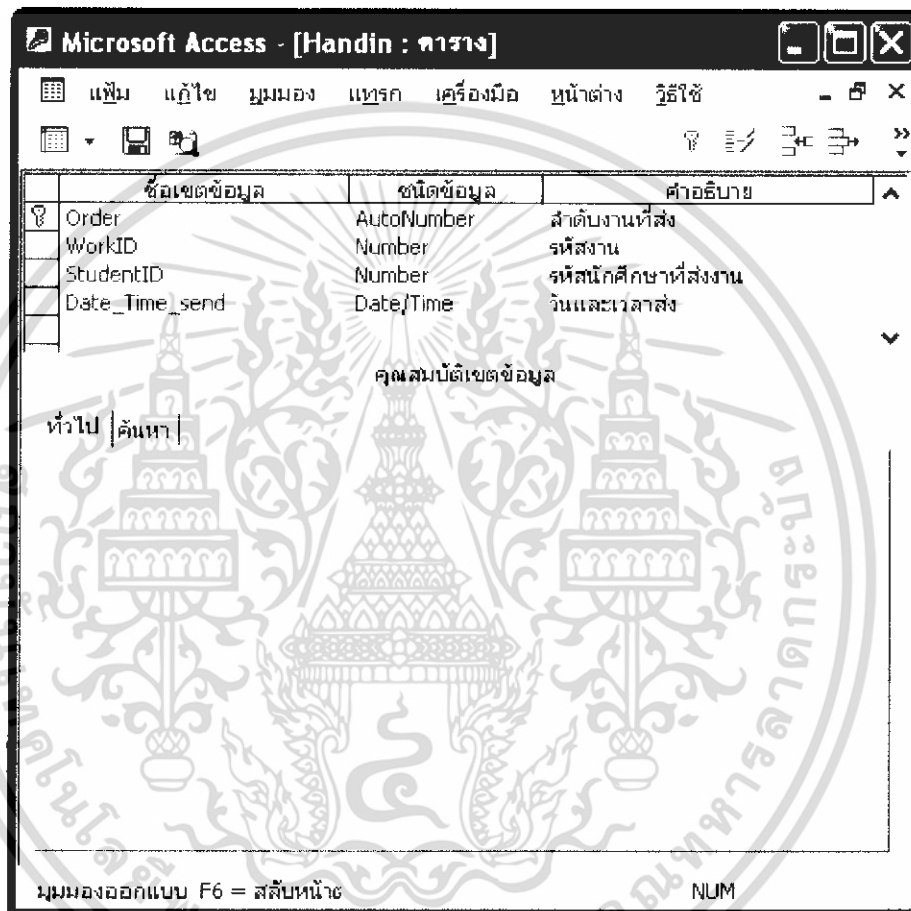 Microsoft Access - [Handin : ตาราง]
แฟ้ม แก้ไข มุมมอง แทรก เครื่องมือ หน้าต่าง วิธีใช้
ชื่อเขตข้อมูล ชนิดข้อมูล คำอธิบาย
Order AutoNumber ลำดับงานที่ส่ง
WorkID Number รหัสงาน
StudentID Number รหัสนักศึกษาที่ส่งงาน
Date_Time_send Date/Time วันและเวลาส่ง
คุณสมบัติเขตข้อมูล
ทั่วไป ค้นหา
มุมมองออกแบบ F6 = สลับหน้าต NUM